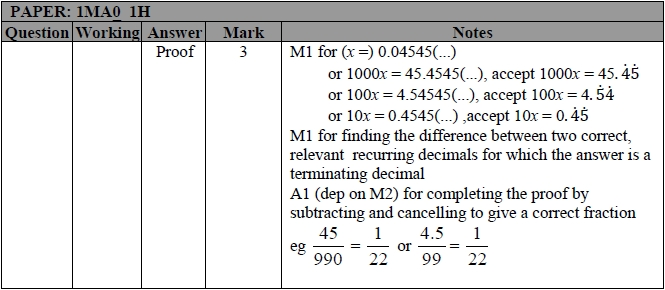 PAPER: 1MA0 1H
Question Working Answer Mark Notes
Proof 3 M1 for (x =) 0.04545(...)
or 1000x = 45.4545(...), accept 1000x = 45.4̇5̇
or 100x = 4.54545(...), accept 100x = 4.5̇4̇
or 10x = 0.4545(...) ,accept 10x = 0.4̇5̇
M1 for finding the difference between two correct,
relevant recurring decimals for which the answer is a
terminating decimal
A1 (dep on M2) for completing the proof by
subtracting and cancelling to give a correct fraction
eg 45/990 = 1/22 or 4.5/99 = 1/22